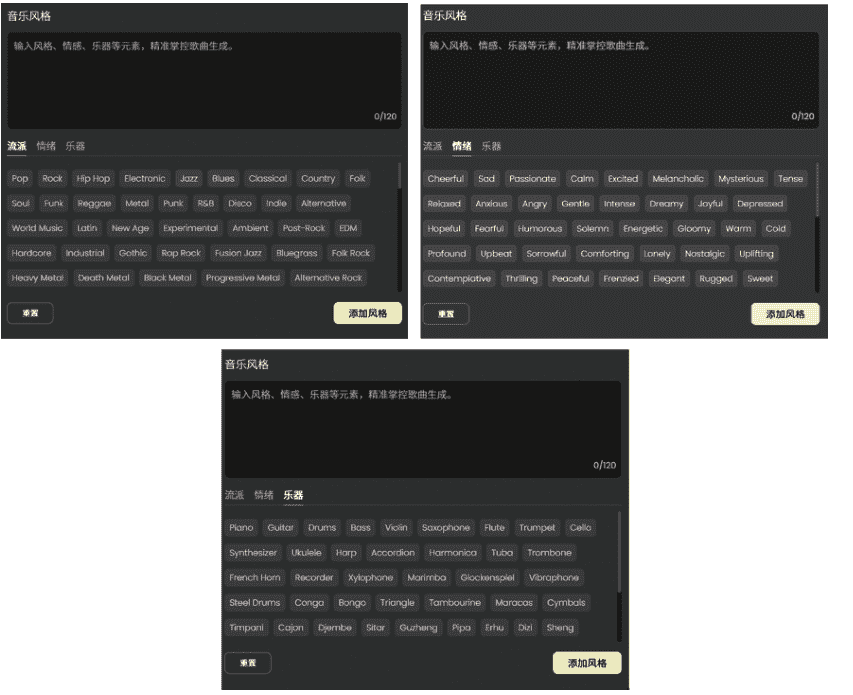 音乐风格
输入风格、情感、乐器等元素，精准掌控歌曲生成。
0/120
流派 情绪 乐器
Pop Rock Hip Hop Electronic Jazz Blues Classical Country Folk
Soul Funk Reggae Metal Punk R&B Disco Indie Alternative
World Music Latin New Age Experimental Ambient Post-Rock EDM
Hardcore Industrial Gothic Rap Rock Fusion Jazz Bluegrass Folk Rock
Heavy Metal Death Metal Black Metal Progressive Metal Alternative Rock
重置 添加风格
音乐风格
输入风格、情感、乐器等元素，精准掌控歌曲生成。
0/120
流派 情绪 乐器
Cheerful Sad Passionate Calm Excited Melancholic Mysterious Tense
Relaxed Anxious Angry Gentle Intense Dreamy Joyful Depressed
Hopeful Fearful Humorous Solemn Energetic Gloomy Warm Cold
Profound Upbeat Sorrowful Comforting Lonely Nostalgic Uplifting
Contemplative Thrilling Peaceful Frenzied Elegant Rugged Sweet
重置 添加风格
音乐风格
输入风格、情感、乐器等元素，精准掌控歌曲生成。
0/120
流派 情绪 乐器
Piano Guitar Drums Bass Violin Saxophone Flute Trumpet Cello
Synthesizer Ukulele Harp Accordion Harmonica Tuba Trombone
French Horn Recorder Xylophone Marimba Glockenspiel Vibraphone
Steel Drums Conga Bongo Triangle Tambourine Maracas Cymbals
Timpani Cajon Djembe Sitar Guzheng Pipa Erhu Dizi Sheng
重置 添加风格